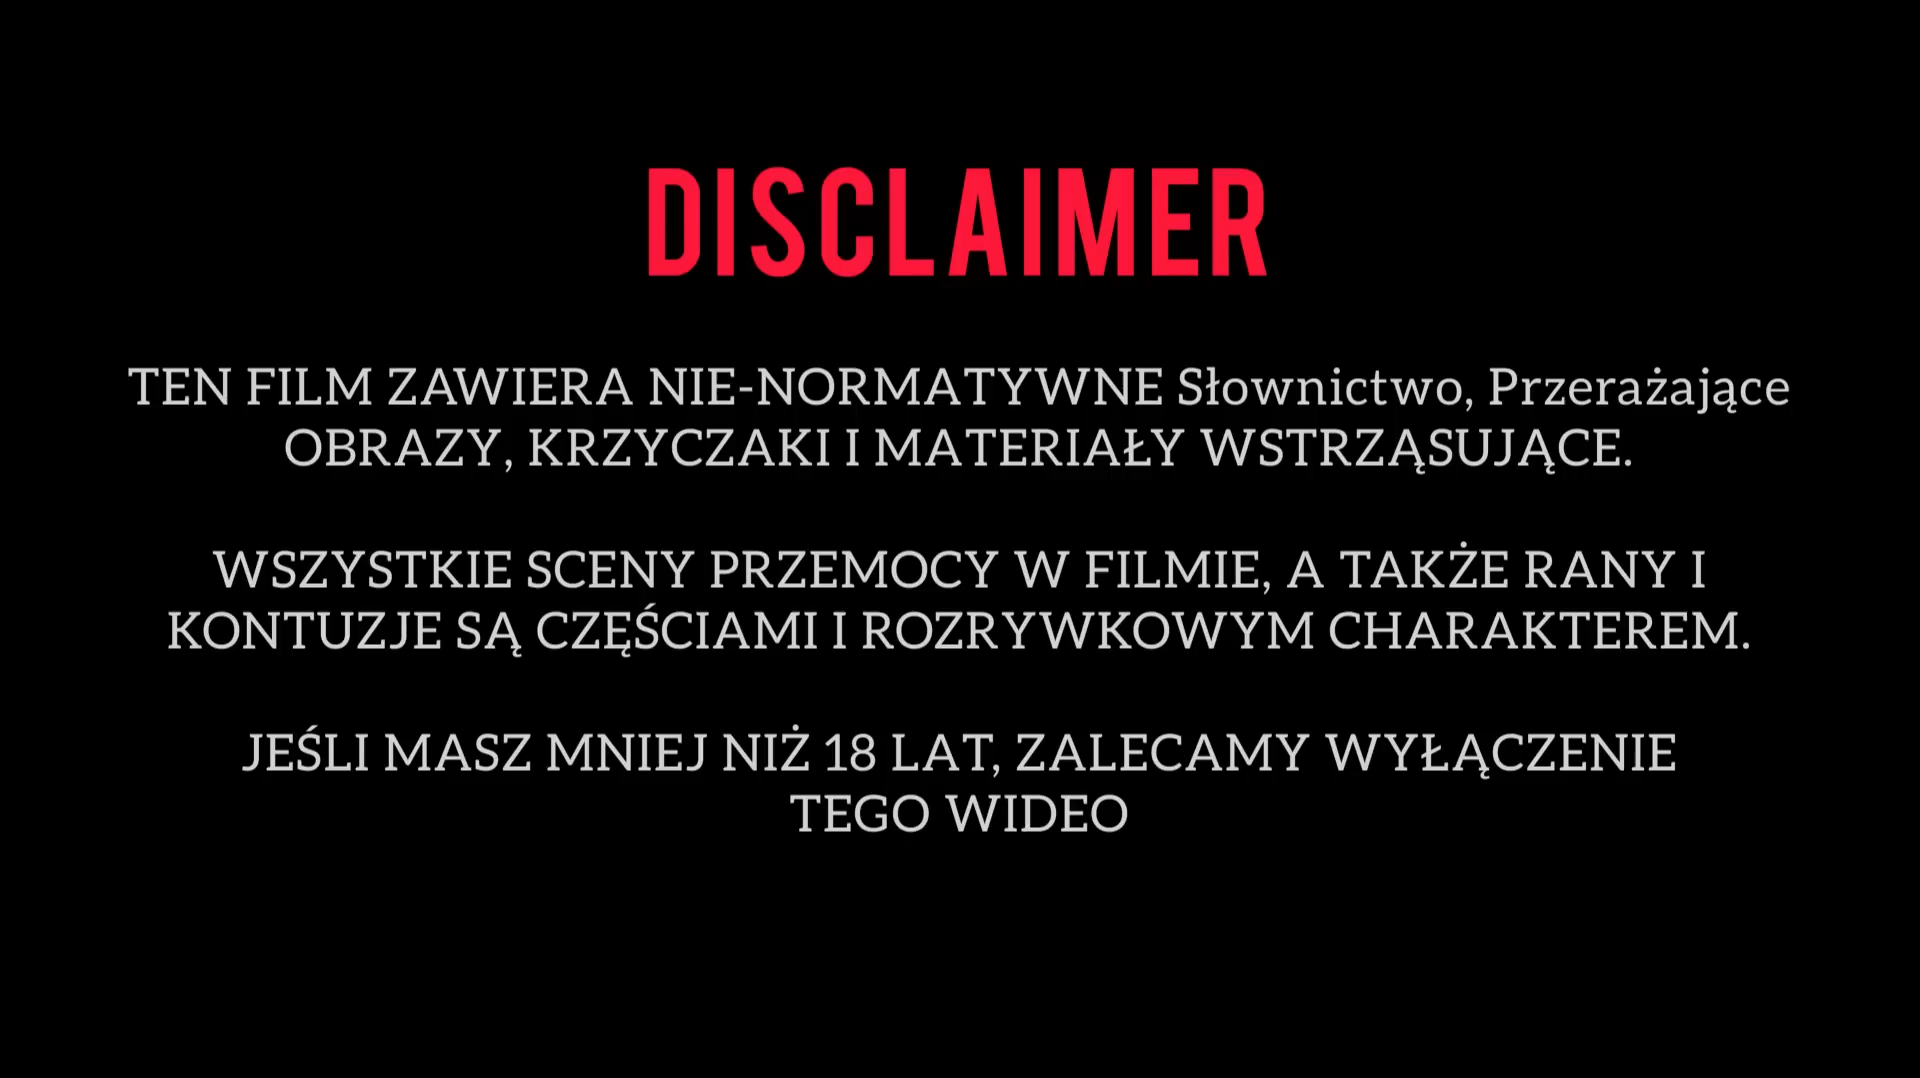 DISCLAIMER
TEN FILM ZAWIERA NIE-NORMATYWNE Słownictwo, Przerażające
OBRAZY, KRZYCZAKI I MATERIAŁY WSTRZĄSUJĄCE.
WSZYSTKIE SCENY PRZEMOCY W FILMIE, A TAKŻE RANY I
KONTUZJE SĄ CZĘŚCIAMI I ROZRYWKOWYM CHARAKTEREM.
JEŚLI MASZ MNIEJ NIŻ 18 LAT, ZALECAMY WYŁĄCZENIE
TEGO WIDEO